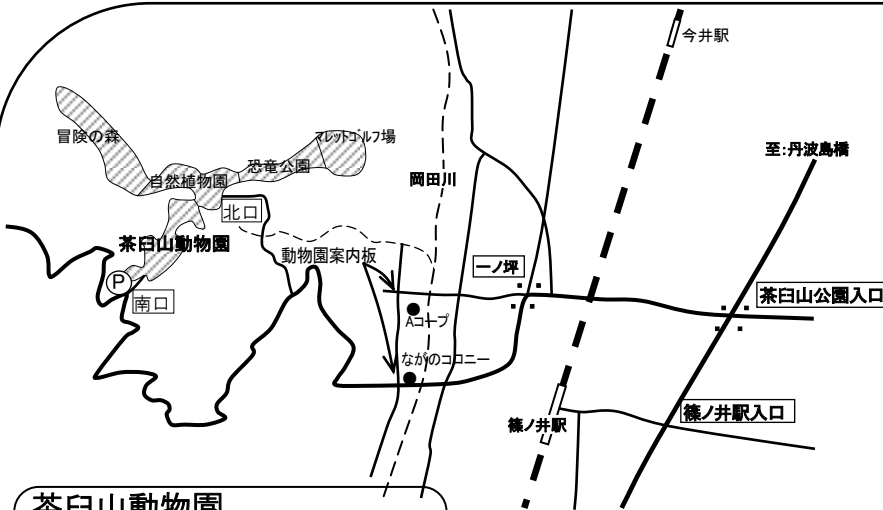 今井駅
冒険の森
マレットゴルフ場
恐竜公園
至:丹波島橋
自然植物園
岡田川
北口
茶臼山動物園
動物園案内板
一ノ坪
P
南口
茶臼山公園入口
Aコープ
ながのコロニー
篠ノ井駅入口
篠ノ井駅
茶臼山動物園